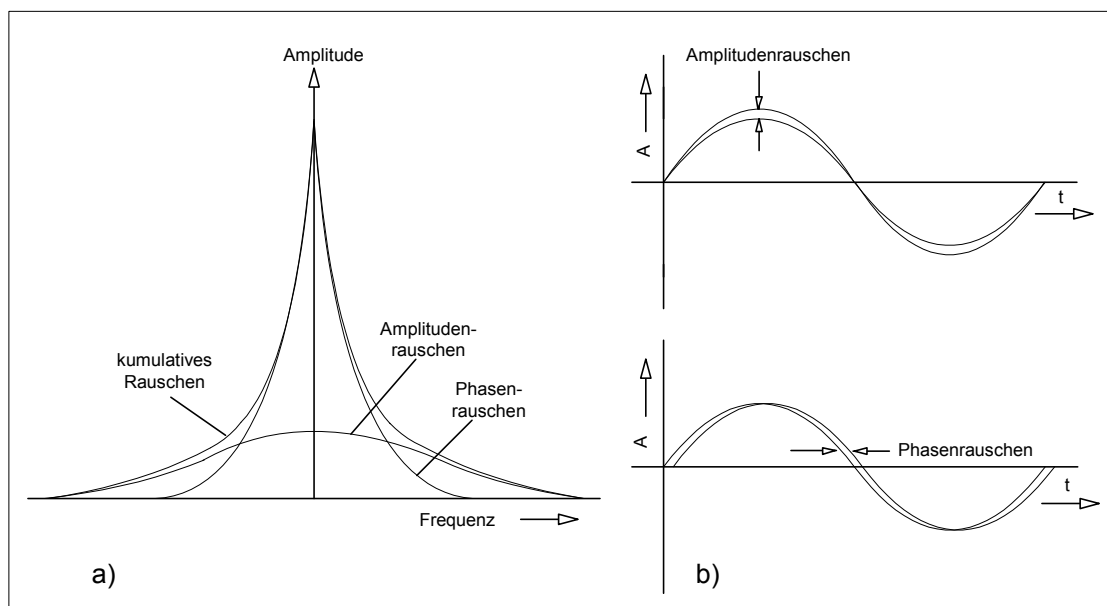 Amplitude
kumulatives
Rauschen
Amplituden-
rauschen
Phasen-
rauschen
Frequenz
a)
Amplitudenrauschen
A
t
A
Phasenrauschen
t
b)